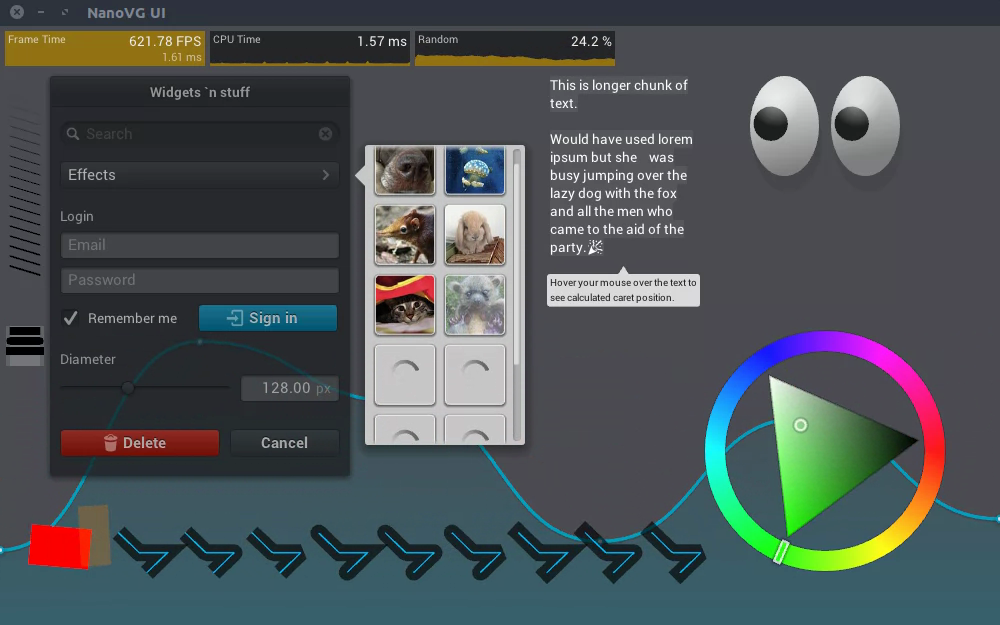 NanoVG UI
Frame Time
621.78 FPS
1.61 ms
CPU Time
1.57 ms
Random
24.2 %
Widgets `n stuff
Search
Effects
Login
Email
Password
Remember me
Sign in
Diameter
128.00 px
Delete
Cancel
This is longer chunk of
text.
Would have used lorem
ipsum but she   was
busy jumping over the
lazy dog with the fox
and all the men who
came to the aid of the
party.🎉
Hover your mouse over the text to
see calculated caret position.